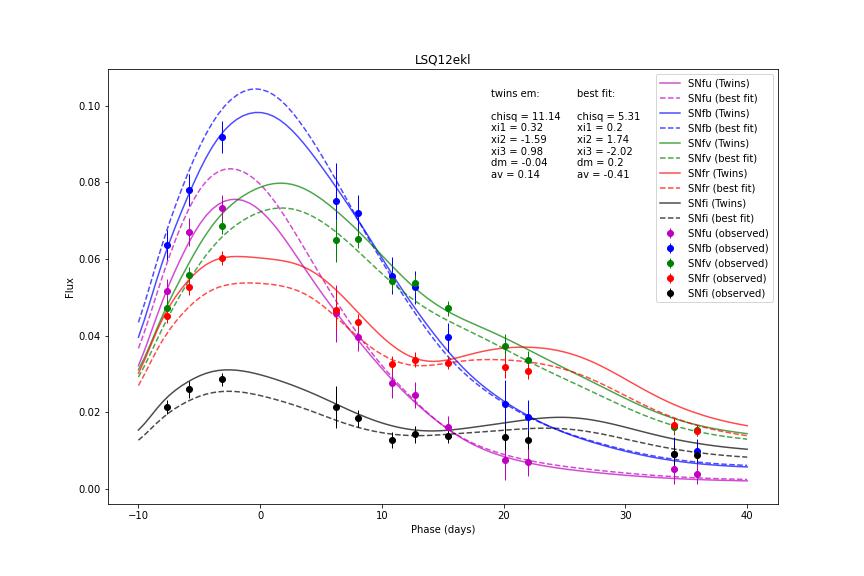 LSQ12ekl
twins em:
chisq = 11.14
xi1 = 0.32
xi2 = -1.59
xi3 = 0.98
dm = -0.04
av = 0.14
best fit:
chisq = 5.31
xi1 = 0.2
xi2 = 1.74
xi3 = -2.02
dm = 0.2
av = -0.41
SNfu (Twins)
SNfu (best fit)
SNfb (Twins)
SNfb (best fit)
SNfv (Twins)
SNfv (best fit)
SNfr (Twins)
SNfr (best fit)
SNfi (Twins)
SNfi (best fit)
SNfu (observed)
SNfb (observed)
SNfv (observed)
SNfr (observed)
SNfi (observed)
Flux
0.10
0.08
0.06
0.04
0.02
0.00
−10
0
10
20
30
40
Phase (days)